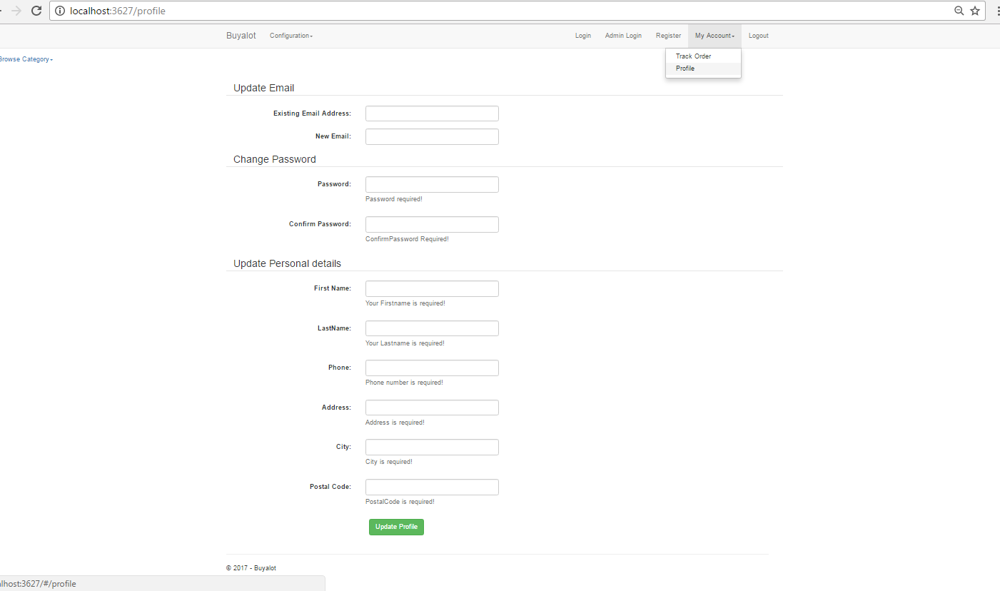 localhost:3627/profile
Buyalot Configuration Login Admin Login Register My Account Logout
Browse Category
Track Order
Profile
Update Email
Existing Email Address:
New Email:
Change Password
Password:
Password required!
Confirm Password:
ConfirmPassword Required!
Update Personal details
First Name:
Your Firstname is required!
LastName:
Your Lastname is required!
Phone:
Phone number is required!
Address:
Address is required!
City:
City is required!
Postal Code:
PostalCode is required!
Update Profile
© 2017 - Buyalot
lhost:3627/#/profile